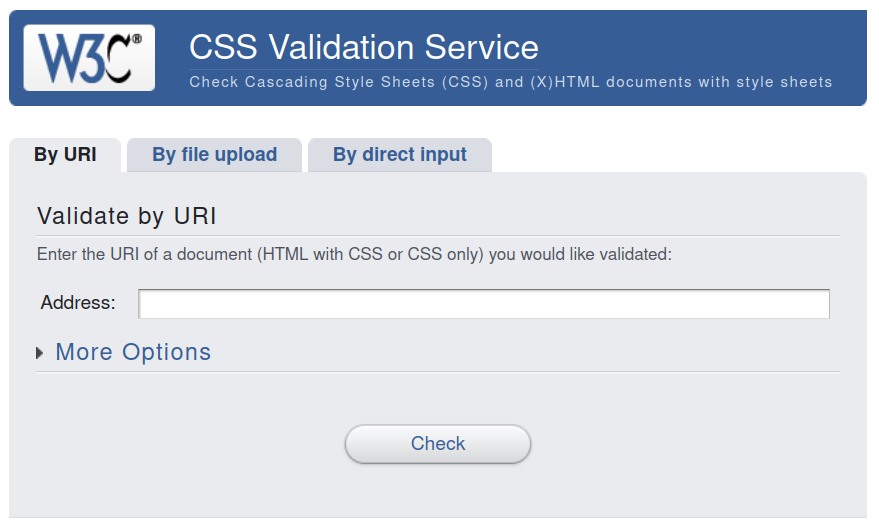 W3C®
CSS Validation Service
Check Cascading Style Sheets (CSS) and (X)HTML documents with style sheets
By URI
By file upload
By direct input
Validate by URI
Enter the URI of a document (HTML with CSS or CSS only) you would like validated:
Address:
More Options
Check